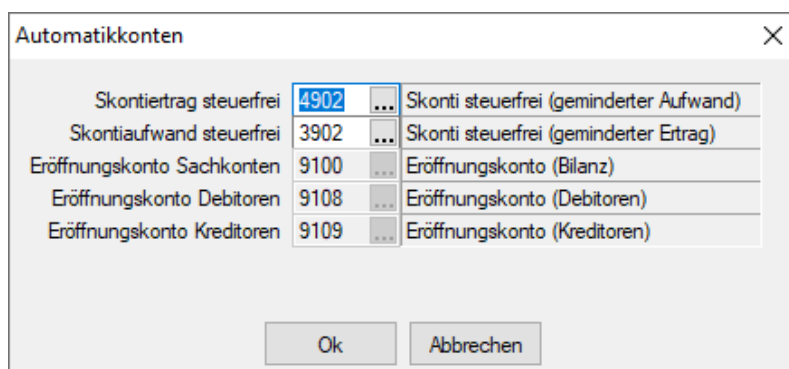 Automatikkonten
Skontiertrag steuerfrei 4902 ... Skonti steuerfrei (geminderter Aufwand)
Skontiaufwand steuerfrei 3902 ... Skonti steuerfrei (geminderter Ertrag)
Eröffnungskonto Sachkonten 9100 ... Eröffnungskonto (Bilanz)
Eröffnungskonto Debitoren 9108 ... Eröffnungskonto (Debitoren)
Eröffnungskonto Kreditoren 9109 ... Eröffnungskonto (Kreditoren)
Ok Abbrechen